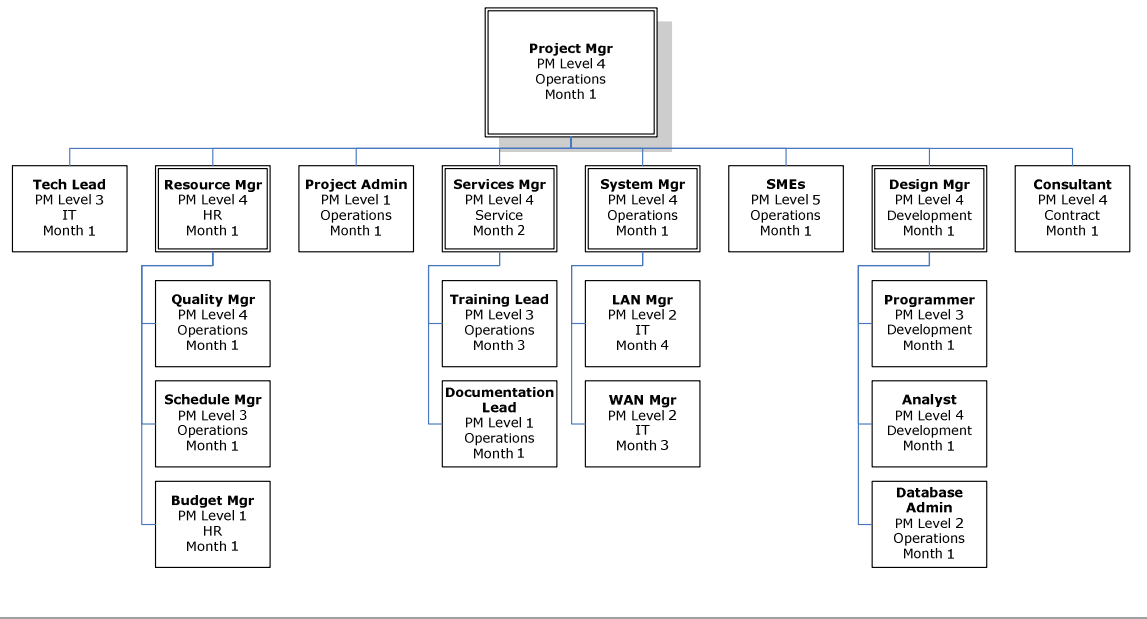 Project Mgr
PM Level 4
Operations
Month 1
Tech Lead
PM Level 3
IT
Month 1
Resource Mgr
PM Level 4
HR
Month 1
Project Admin
PM Level 1
Operations
Month 1
Services Mgr
PM Level 4
Service
Month 2
System Mgr
PM Level 4
Operations
Month 1
SMEs
PM Level 5
Operations
Month 1
Design Mgr
PM Level 4
Development
Month 1
Consultant
PM Level 4
Contract
Month 1
Quality Mgr
PM Level 4
Operations
Month 1
Training Lead
PM Level 3
Operations
Month 3
LAN Mgr
PM Level 2
IT
Month 4
Programmer
PM Level 3
Development
Month 1
Schedule Mgr
PM Level 3
Operations
Month 1
Documentation
Lead
PM Level 1
Operations
Month 1
WAN Mgr
PM Level 2
IT
Month 3
Analyst
PM Level 4
Development
Month 1
Budget Mgr
PM Level 1
HR
Month 1
Database
Admin
PM Level 2
Operations
Month 1